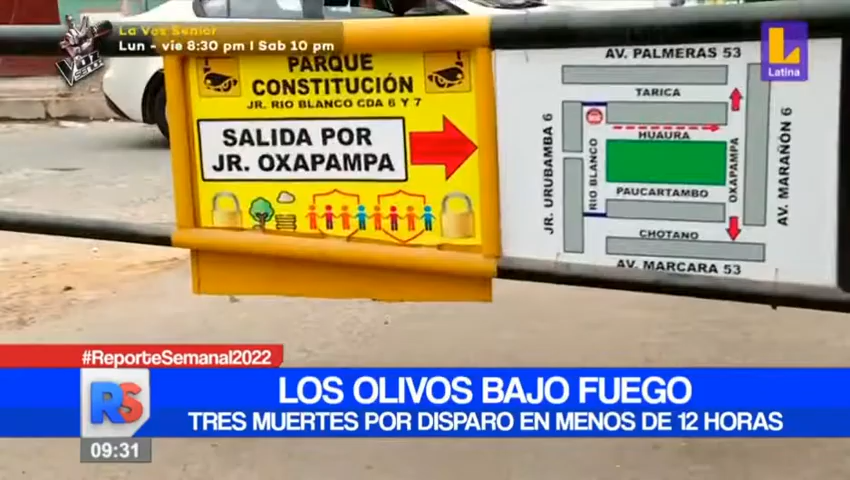 La Voz Senior
Lun - vie 8:30 pm | Sab 10 pm
Latina
PARQUE
CONSTITUCIÓN
JR. RIO BLANCO CDA 6 Y 7
SALIDA POR
JR. OXAPAMPA
AV. PALMERAS 53
TARICA
HUAURA
JR. URUBAMBA 6
RIO BLANCO
OXAPAMPA
AV. MARAÑON 6
PAUCARTAMBO
CHOTANO
AV. MARCARA 53
#ReporteSemanal2022
RS
LOS OLIVOS BAJO FUEGO
TRES MUERTES POR DISPARO EN MENOS DE 12 HORAS
09:31